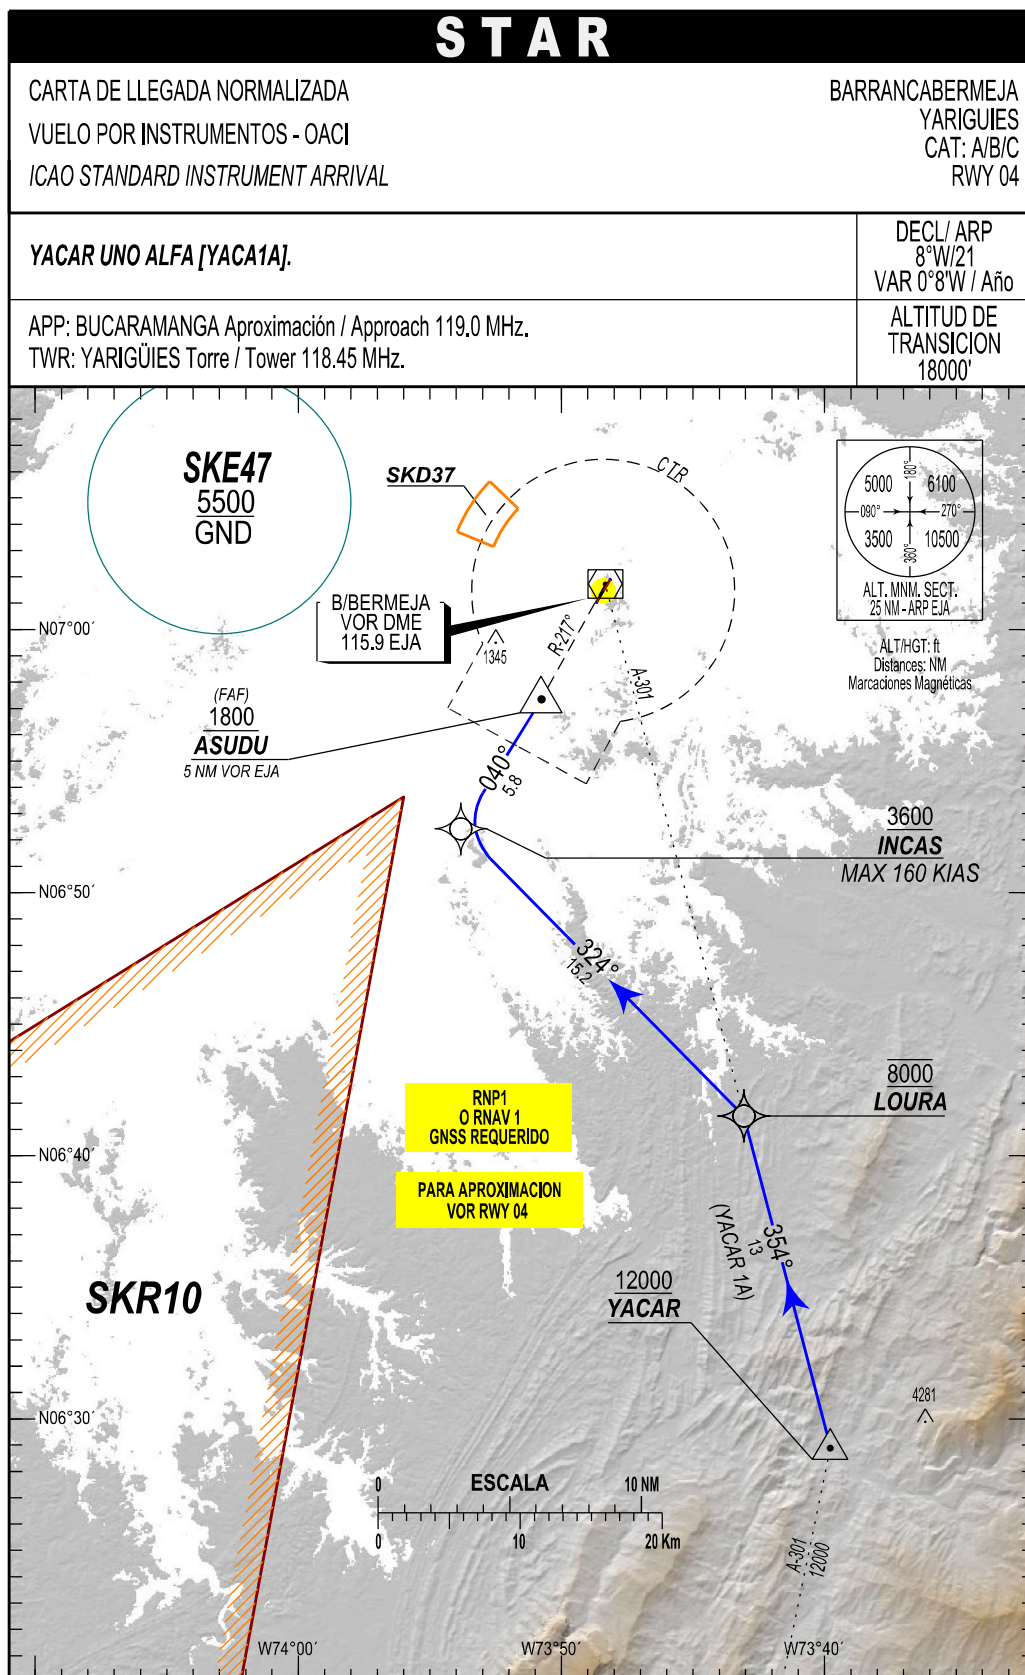 STAR
CARTA DE LLEGADA NORMALIZADA
VUELO POR INSTRUMENTOS - OACI
ICAO STANDARD INSTRUMENT ARRIVAL
BARRANCABERMEJA
YARIGUIES
CAT: A/B/C
RWY 04
YACAR UNO ALFA [YACA1A].
DECL/ ARP
8°W/21
VAR 0°8'W / Año
APP: BUCARAMANGA Aproximación / Approach 119.0 MHz.
TWR: YARIGÜIES Torre / Tower 118.45 MHz.
ALTITUD DE
TRANSICION
18000'
SKE47
5500
GND
SKD37
CTR
5000
180°
6100
090°
270°
3500
360°
10500
ALT. MNM. SECT.
25 NM - ARP EJA
ALT/HGT: ft
Distances: NM
Marcaciones Magnéticas
B/BERMEJA
VOR DME
115.9 EJA
N07°00´
1345
R-217°
A-301
(FAF)
1800
ASUDU
5 NM VOR EJA
040°
5.8
3600
INCAS
MAX 160 KIAS
N06°50´
324°
15.2
RNP1
O RNAV 1
GNSS REQUERIDO
8000
LOURA
N06°40´
PARA APROXIMACION
VOR RWY 04
354°
13
(YACAR 1A)
SKR10
12000
YACAR
4281
N06°30´
0
ESCALA
10 NM
0
10
20 Km
A-301
12000
W74°00´
W73°50´
W73°40´